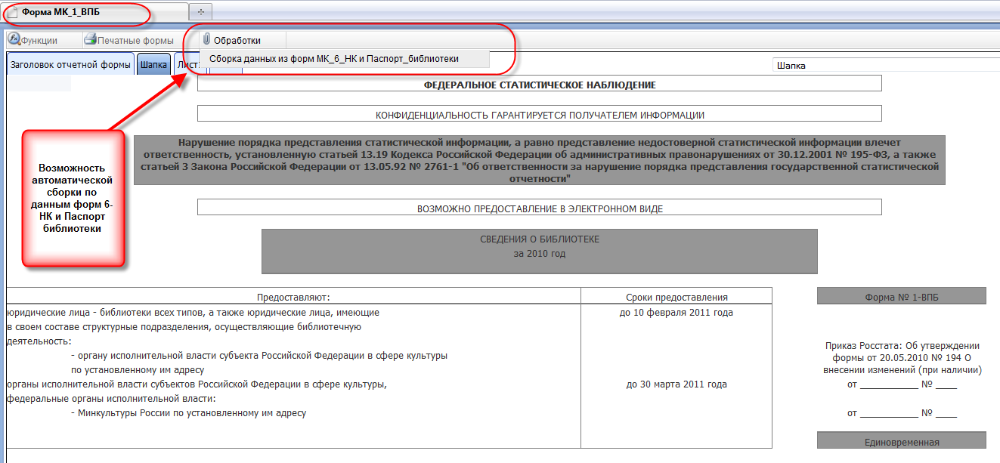 Форма МК_1_ВПБ
Функции
Печатные формы
Обработки
Сборка данных из форм МК_6_НК и Паспорт_библиотеки
Заголовок отчетной формы
Шапка
Лист
Шапка
ФЕДЕРАЛЬНОЕ СТАТИСТИЧЕСКОЕ НАБЛЮДЕНИЕ
КОНФИДЕНЦИАЛЬНОСТЬ ГАРАНТИРУЕТСЯ ПОЛУЧАТЕЛЕМ ИНФОРМАЦИИ
Нарушение порядка представления статистической информации, а равно представление недостоверной статистической информации влечет
ответственность, установленную статьей 13.19 Кодекса Российской Федерации об административных правонарушениях от 30.12.2001 № 195-ФЗ, а также
статьей 3 Закона Российской Федерации от 13.05.92 № 2761-1 "Об ответственности за нарушение порядка представления государственной статистической
отчетности"
Возможность
автоматической
сборки по
данным форм 6-
НК и Паспорт
библиотеки
ВОЗМОЖНО ПРЕДОСТАВЛЕНИЕ В ЭЛЕКТРОННОМ ВИДЕ
СВЕДЕНИЯ О БИБЛИОТЕКЕ
за 2010 год
Предоставляют:
Сроки предоставления
юридические лица - библиотеки всех типов, а также юридические лица, имеющие
до 10 февраля 2011 года
в своем составе структурные подразделения, осуществляющие библиотечную
деятельность:
- органу исполнительной власти субъекта Российской Федерации в сфере культуры
по установленному им адресу
органы исполнительной власти субъектов Российской Федерации в сфере культуры,
до 30 марта 2011 года
федеральные органы исполнительной власти:
- Минкультуры России по установленному им адресу
Форма № 1-ВПБ
Приказ Росстата: Об утверждении
формы от 20.05.2010 № 194 О
внесении изменений (при наличии)
от ___________ № ____
от ___________ № ____
Единовременная